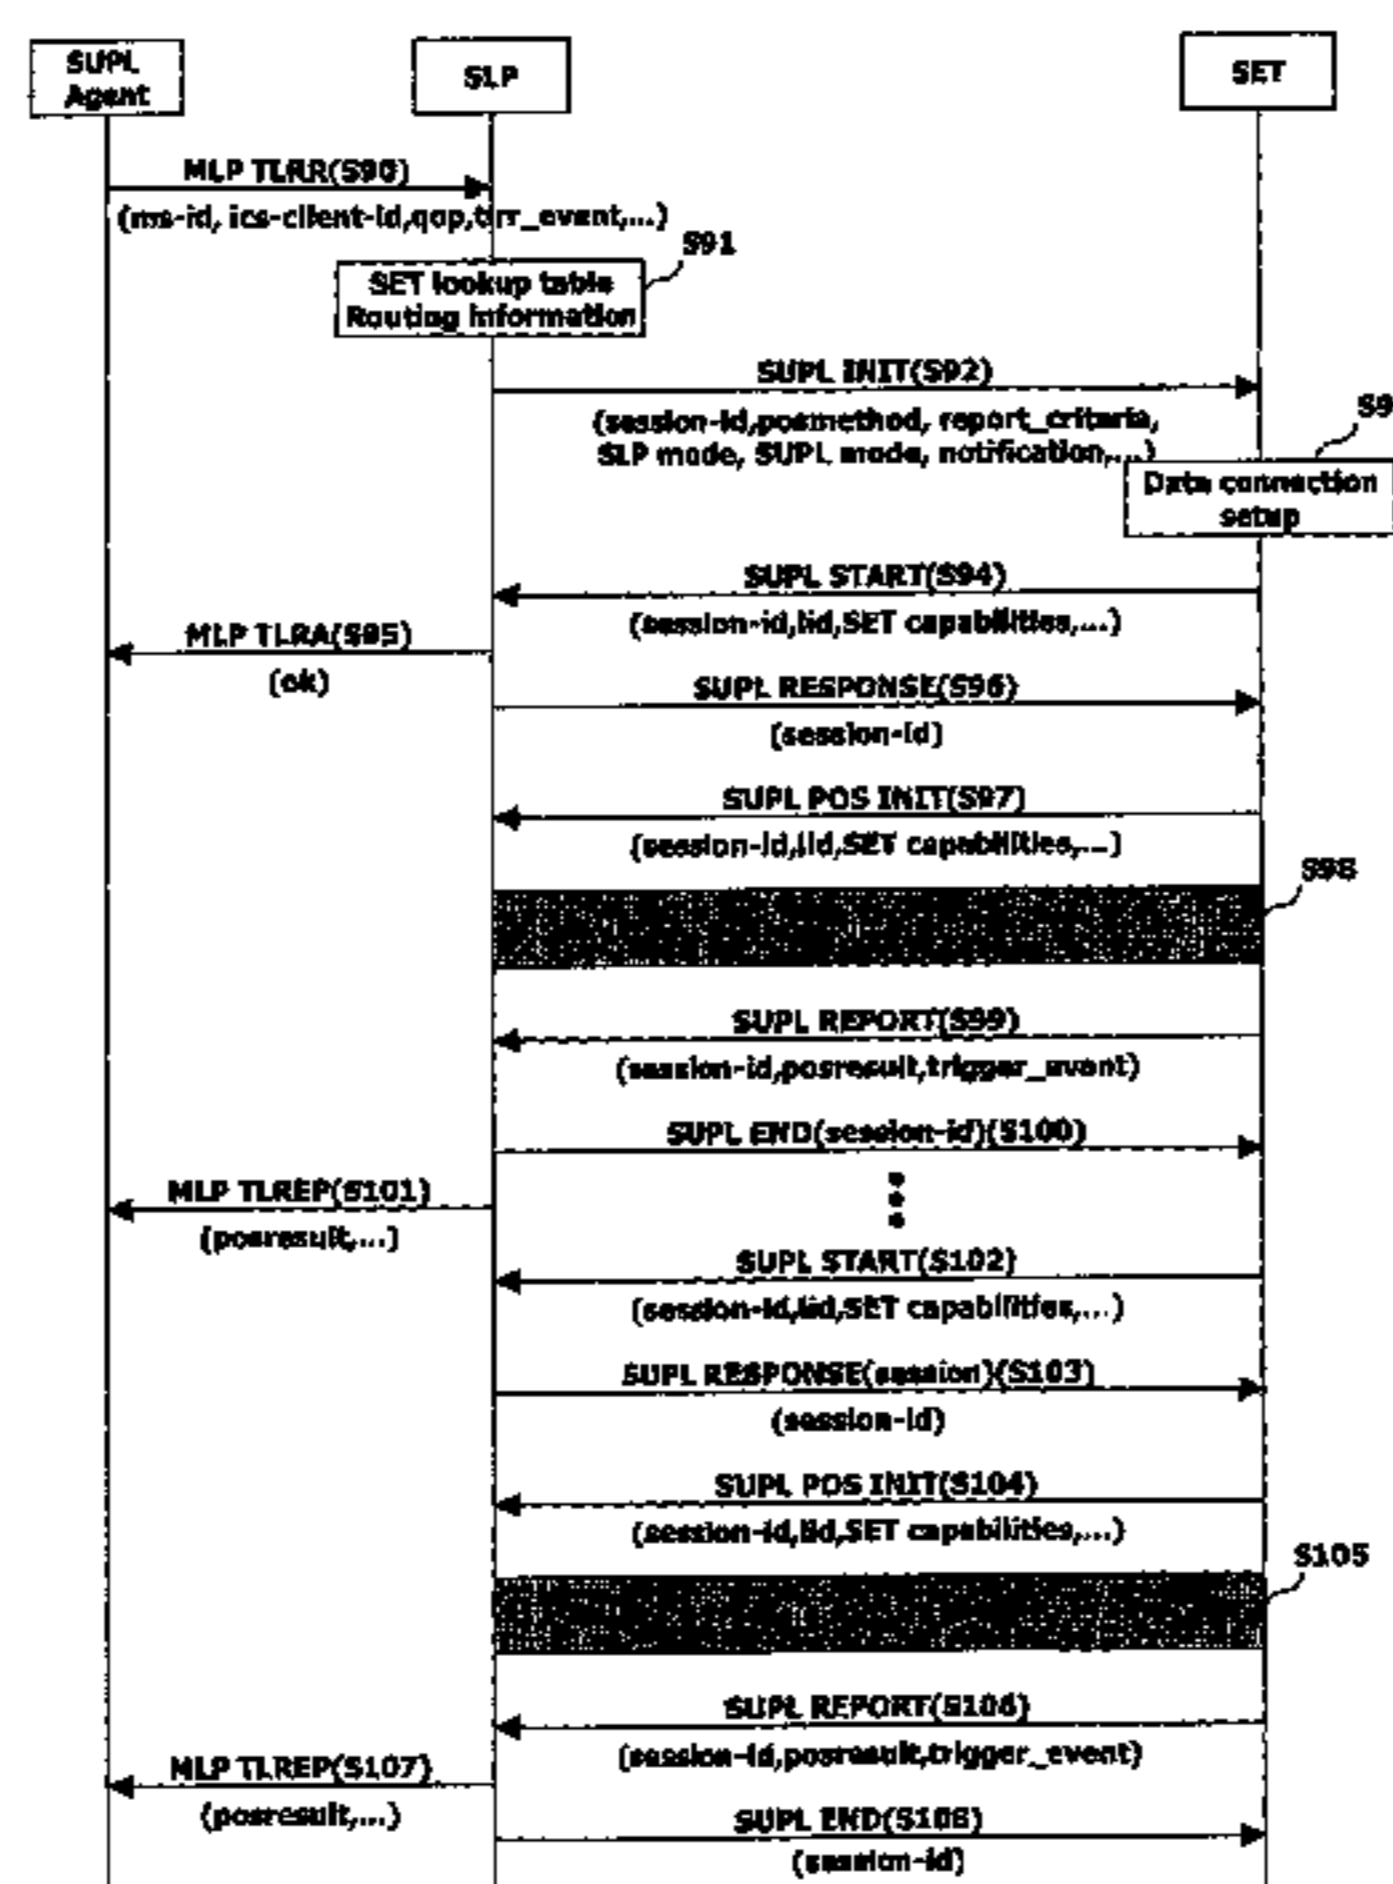 SUPL
Agent
SLP
SET
MLP TLRR(S90)
(ms-id, ics-client-id,qop,tlrr_event,...)
S91
SET lookup table
Routing information
SUPL INIT(S92)
(session-id,posmethod, report_criteria,
SLP mode, SUPL mode, notification,...)
S9
Data connection
setup
SUPL START(S94)
(session-id,lid,SET capabilities,...)
MLP TLRA(S95)
(ok)
SUPL RESPONSE(S96)
(session-id)
SUPL POS INIT(S97)
(session-id,lid,SET capabilities,...)
S98
SUPL REPORT(S99)
(session-id,posresult,trigger_event)
SUPL END(session-id)(S100)
MLP TLREP(S101)
(posresult,...)
SUPL START(S102)
(session-id,lid,SET capabilities,...)
SUPL RESPONSE(session)(S103)
(session-id)
SUPL POS INIT(S104)
(session-id,lid,SET capabilities,...)
S105
SUPL REPORT(S106)
(session-id,posresult,trigger_event)
MLP TLREP(S107)
(posresult,...)
SUPL END(S108)
(session-id)